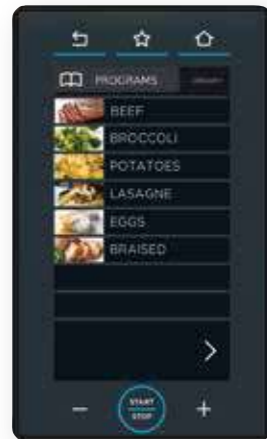 PROGRAMS
BEEF
BROCCOLI
POTATOES
LASAGNE
EGGS
BRAISED
START
STOP